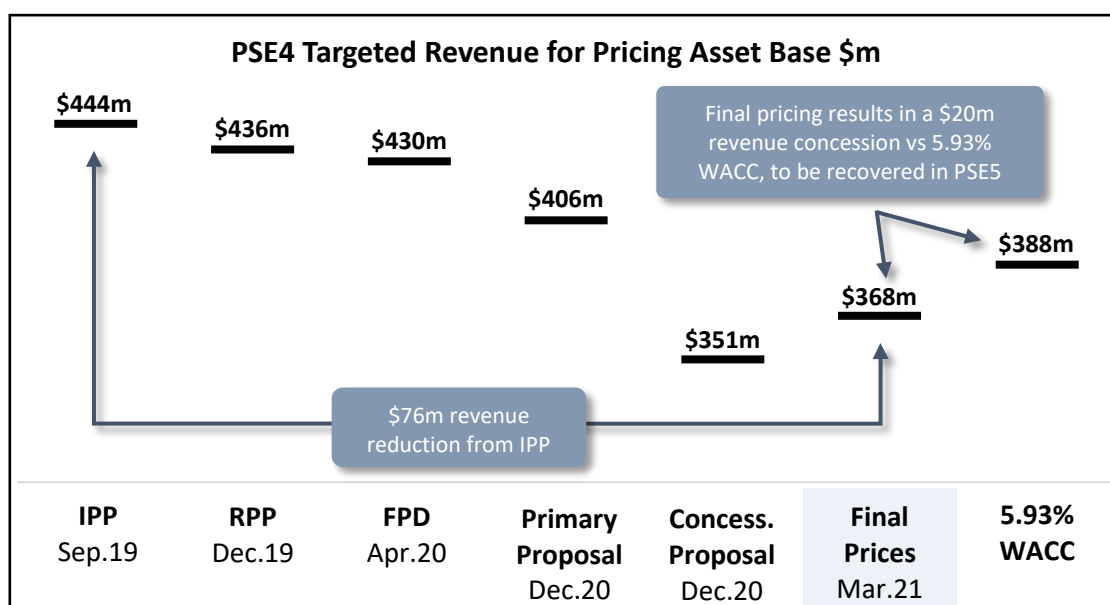 PSE4 Targeted Revenue for Pricing Asset Base $m
$444m
$436m
$430m
$406m
$351m
$368m
$388m
Final pricing results in a $20m
revenue concession vs 5.93%
WACC, to be recovered in PSE5
$76m revenue
reduction from IPP
IPP
Sep.19
RPP
Dec.19
FPD
Apr.20
Primary
Proposal
Dec.20
Concess.
Proposal
Dec.20
Final
Prices
Mar.21
5.93%
WACC